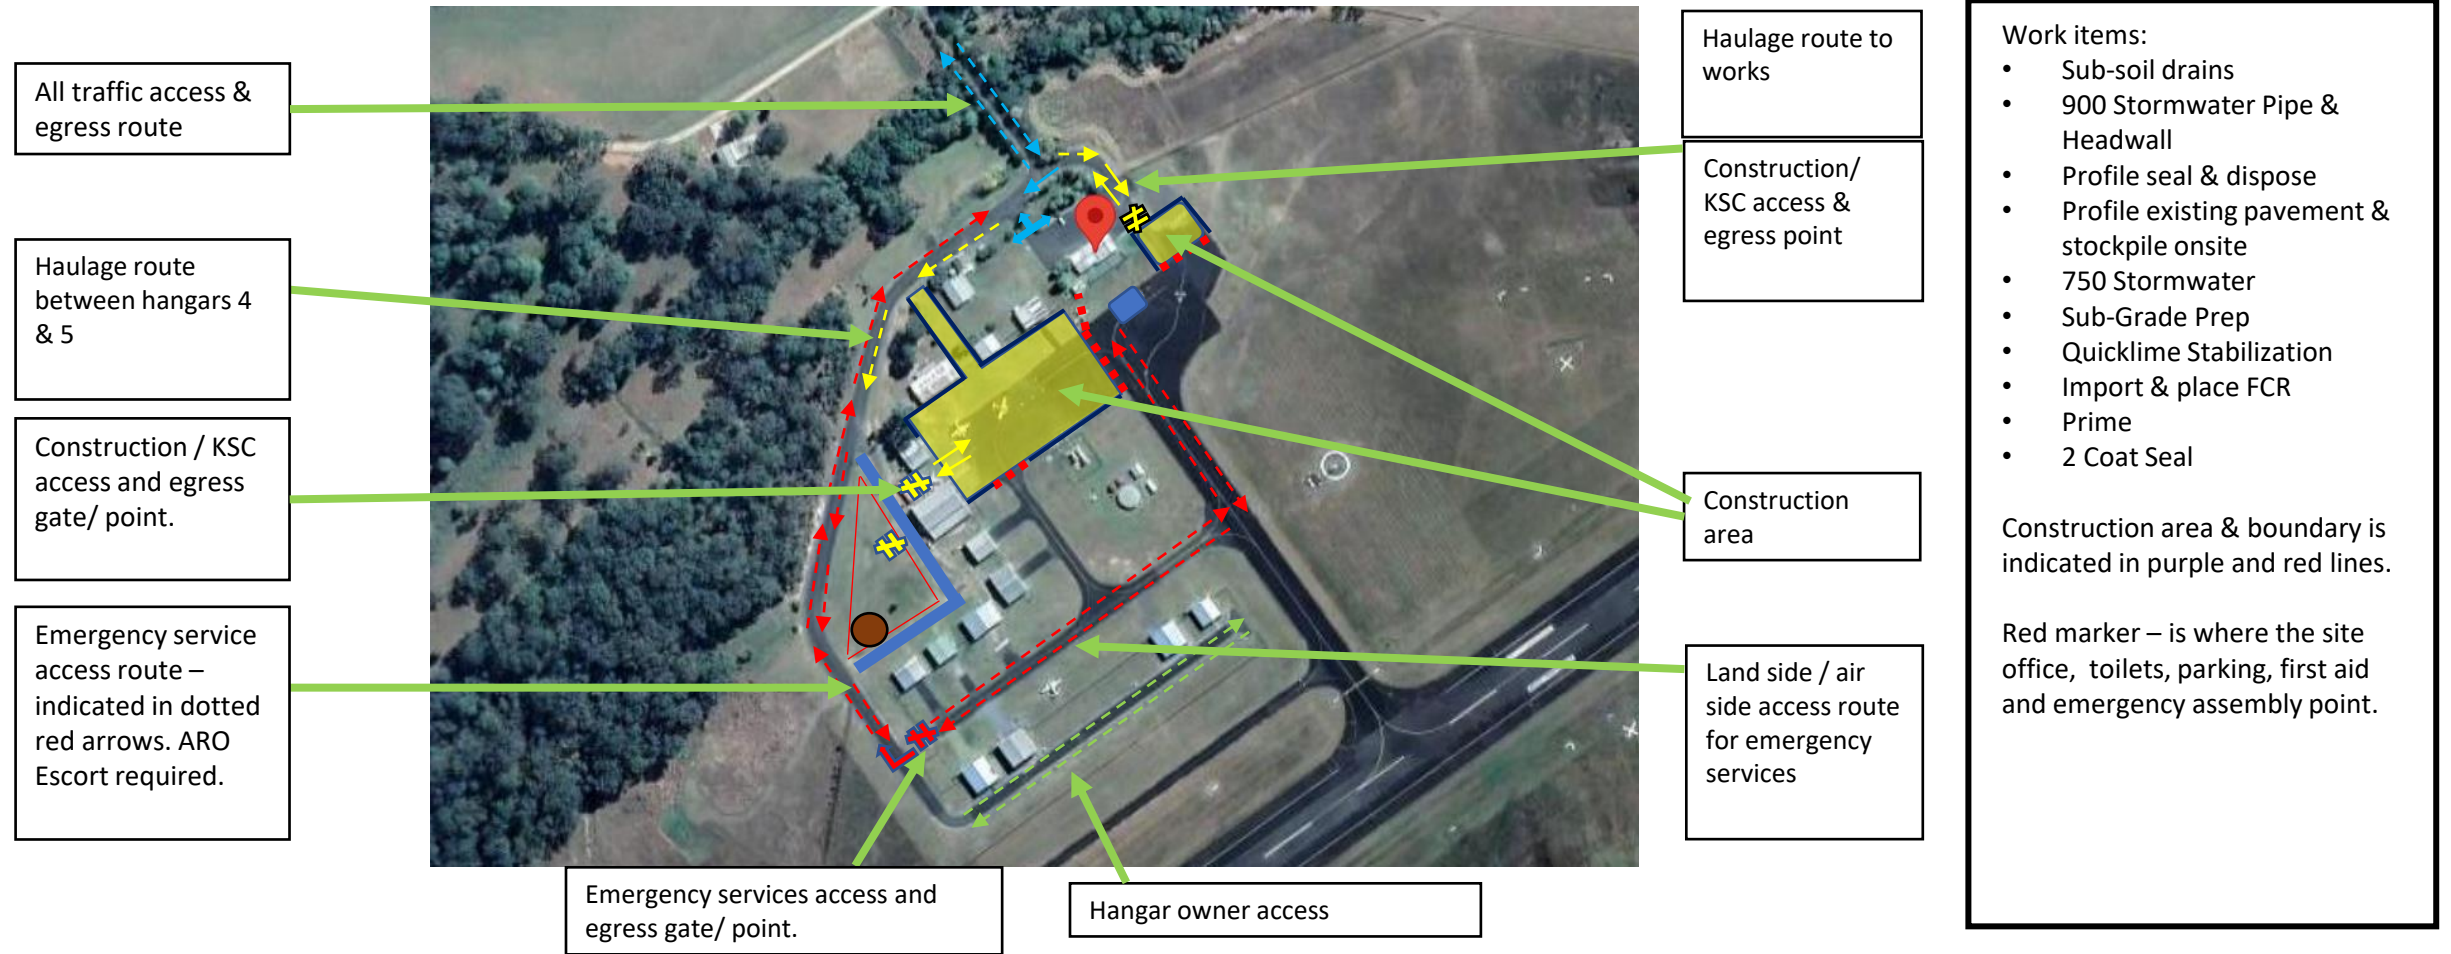 All traffic access &
egress route
Haulage route
between hangars 4
& 5
Construction / KSC
access and egress
gate/ point.
Emergency service
access route –
indicated in dotted
red arrows. ARO
Escort required.
Emergency services access and
egress gate/ point.
Hangar owner access
Haulage route to
works
Construction/
KSC access &
egress point
Construction
area
Land side / air
side access route
for emergency
services
Work items:
• Sub-soil drains
• 900 Stormwater Pipe &
Headwall
• Profile seal & dispose
• Profile existing pavement &
stockpile onsite
• 750 Stormwater
• Sub-Grade Prep
• Quicklime Stabilization
• Import & place FCR
• Prime
• 2 Coat Seal
Construction area & boundary is
indicated in purple and red lines.
Red marker – is where the site
office,  toilets, parking, first aid
and emergency assembly point.